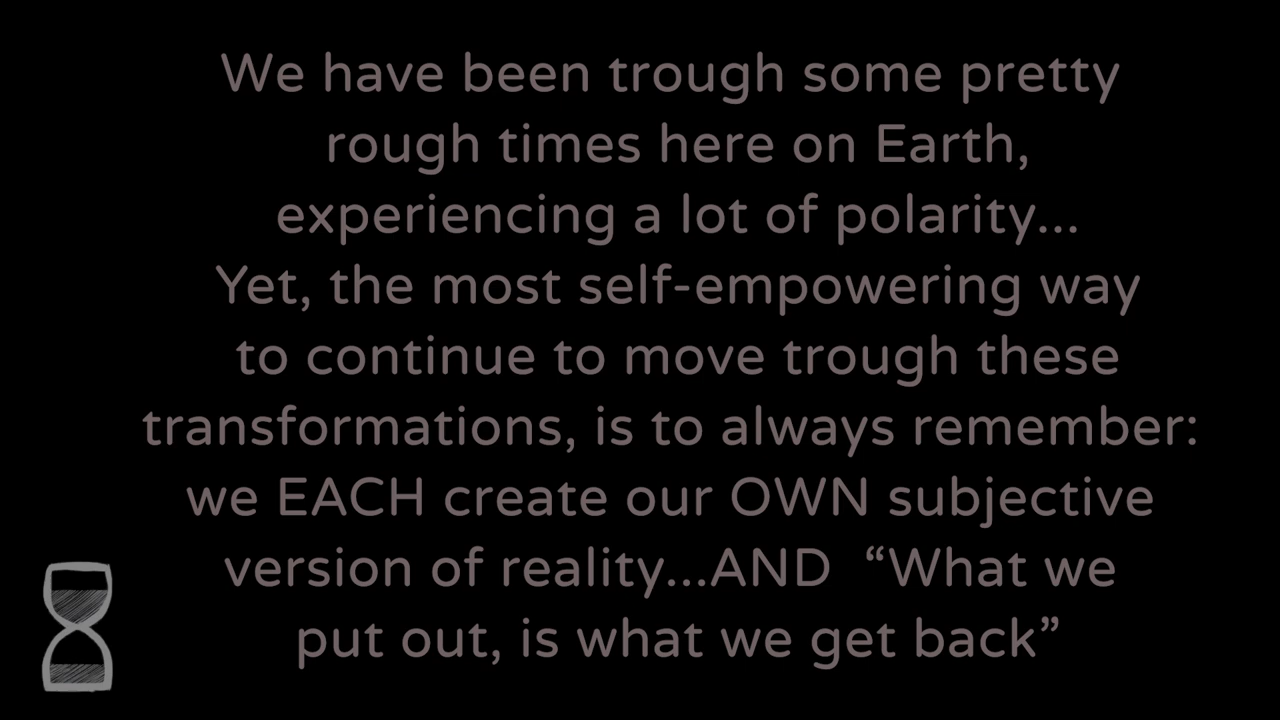 We have been trough some pretty
rough times here on Earth,
experiencing a lot of polarity...
Yet, the most self-empowering way
to continue to move trough these
transformations, is to always remember:
we EACH create our OWN subjective
version of reality...AND “What we
put out, is what we get back”